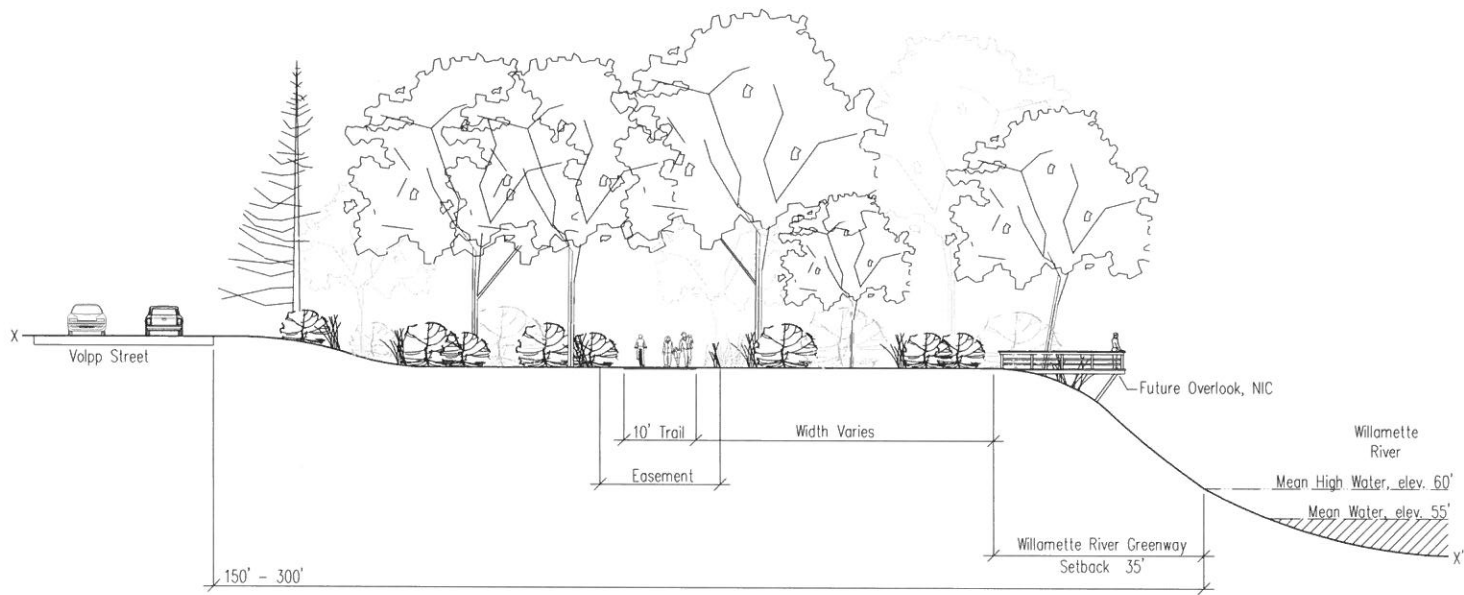 X
Volpp Street
Future Overlook, NIC
10' Trail
Width Varies
Easement
Willamette
River
Mean High Water, elev. 60'
Mean Water, elev. 55'
Willamette River Greenway
Setback 35'
X'
150' - 300'